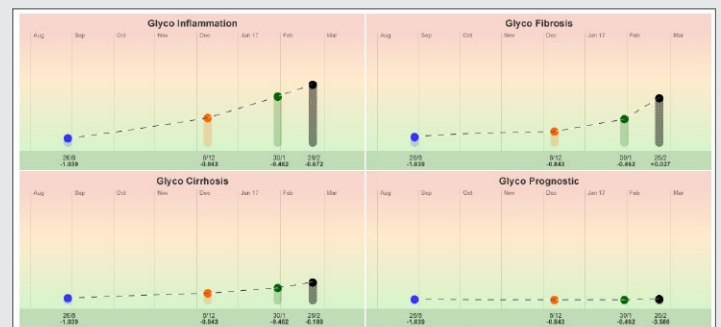 Glyco Inflammation
Aug Sep Oct Nov Dec Jan 17 Feb Mar
26/8 8/12 30/1 26/2
-1.039 -0.843 -0.462 -0.672
Glyco Fibrosis
Aug Sep Oct Nov Dec Jan 17 Feb Mar
26/8 8/12 30/1 26/2
-1.039 -0.843 -0.462 +0.037
Glyco Cirrhosis
Aug Sep Oct Nov Dec Jan 17 Feb Mar
26/8 8/12 30/1 26/2
-1.039 -0.843 -0.462 -0.180
Glyco Prognostic
Aug Sep Oct Nov Dec Jan 17 Feb Mar
26/8 8/12 30/1 26/2
-1.039 -0.843 -0.462 -3.580